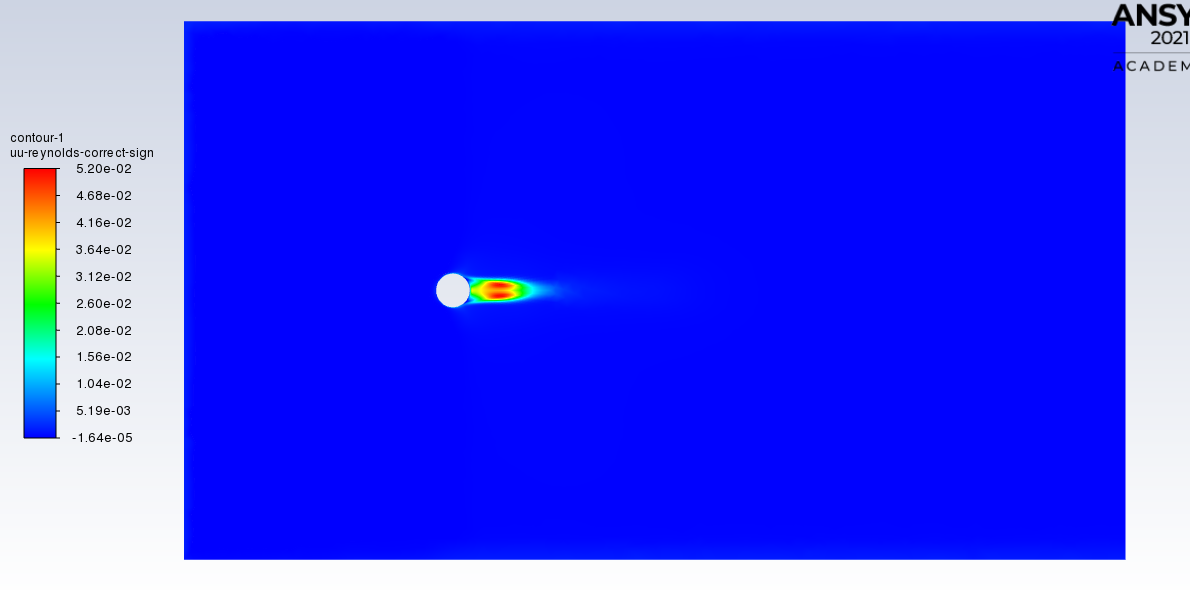 ANSY
2021
ACADEM
contour-1
uu-reynolds-correct-sign
5.20e-02
4.68e-02
4.16e-02
3.64e-02
3.12e-02
2.60e-02
2.08e-02
1.56e-02
1.04e-02
5.19e-03
-1.64e-05